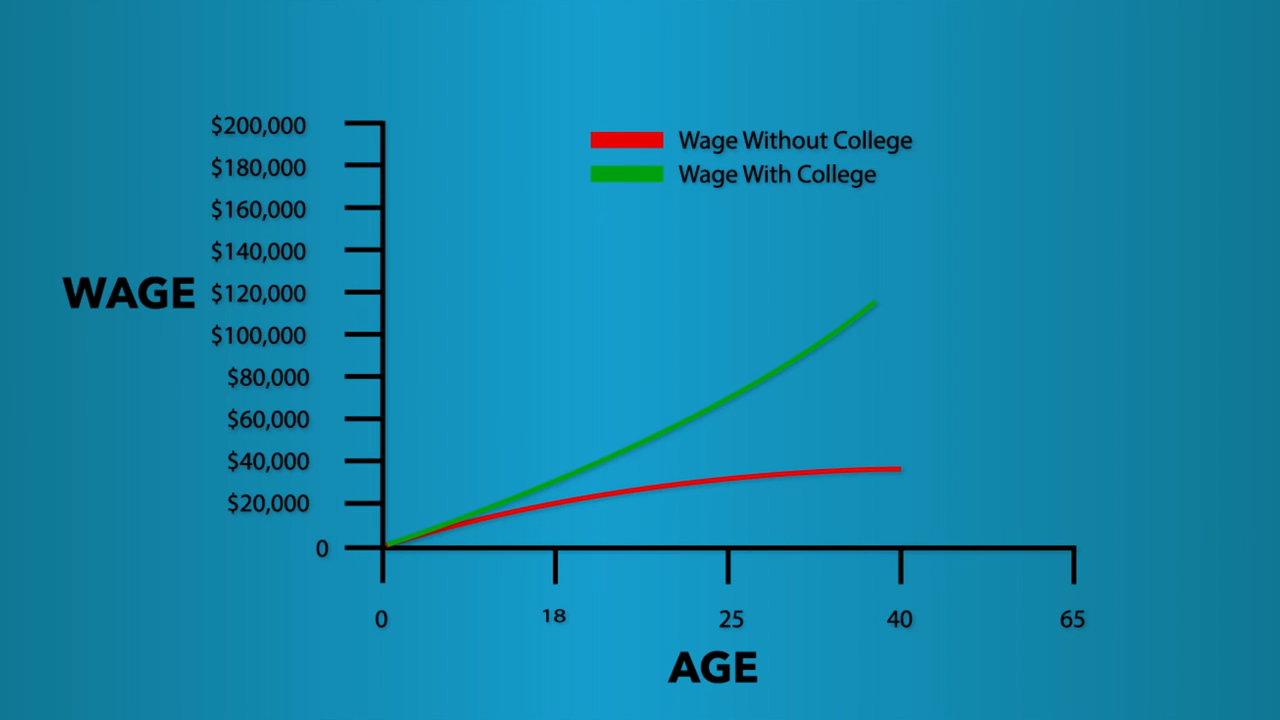 $200,000
Wage Without College
$180,000
Wage With College
$160,000
$140,000
WAGE
$120,000
$100,000
$80,000
$60,000
$40,000
$20,000
0
0 18 25 40 65
AGE